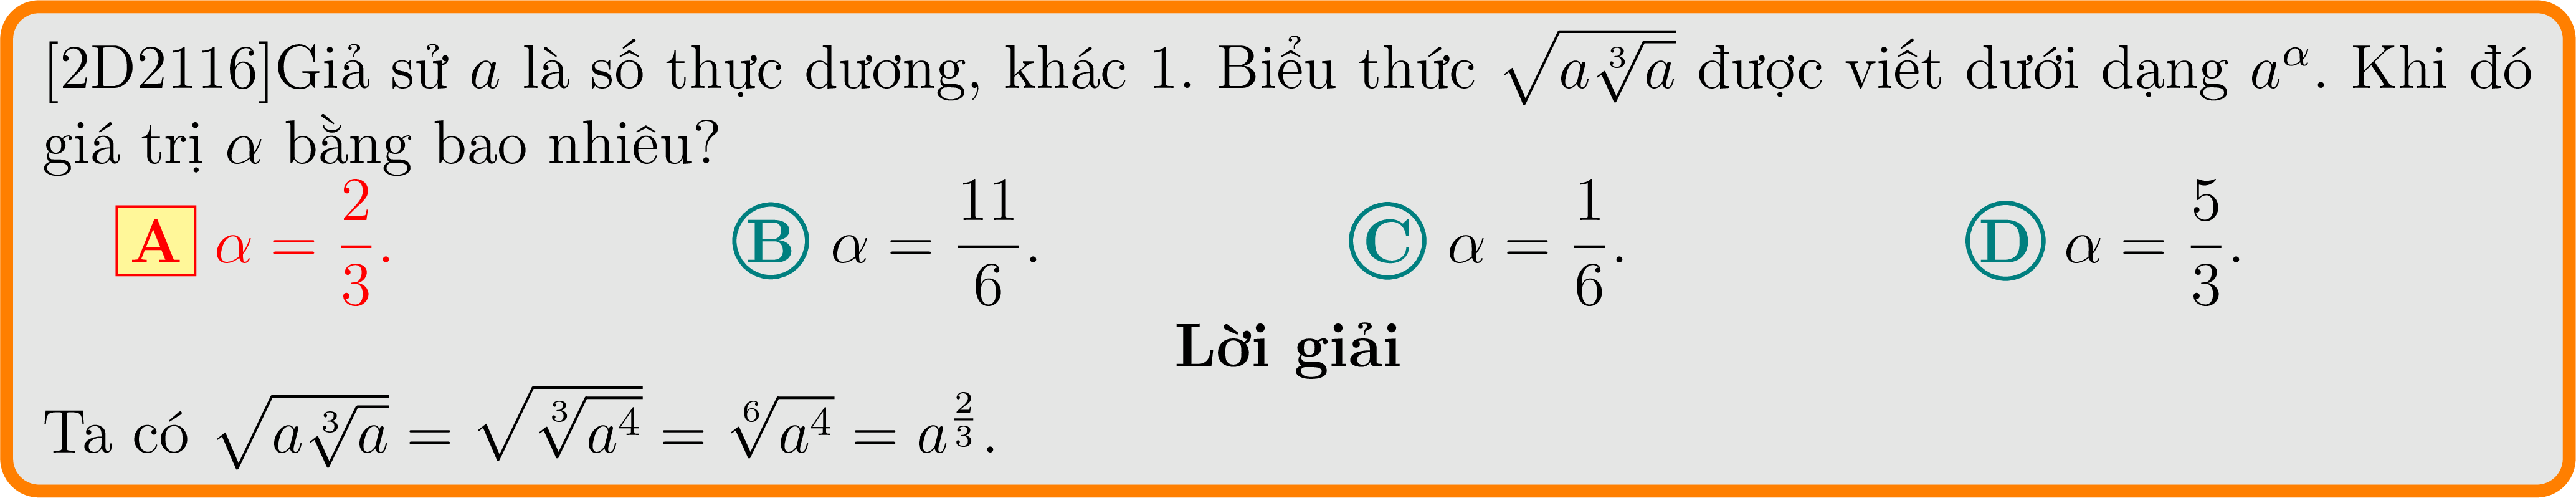 [2D2116]Giả sử $a$ là số thực dương, khác 1. Biểu thức $\sqrt{a\sqrt[3]{a}}$ được viết dưới dạng $a^{\alpha}$. Khi đó
giá trị $\alpha$ bằng bao nhiêu?
A $\alpha = \frac{2}{3}$. B $\alpha = \frac{11}{6}$. C $\alpha = \frac{1}{6}$. D $\alpha = \frac{5}{3}$.
Lời giải
Ta có $\sqrt{a\sqrt[3]{a}} = \sqrt{\sqrt[3]{a^4}} = \sqrt[6]{a^4} = a^{\frac{2}{3}}$.